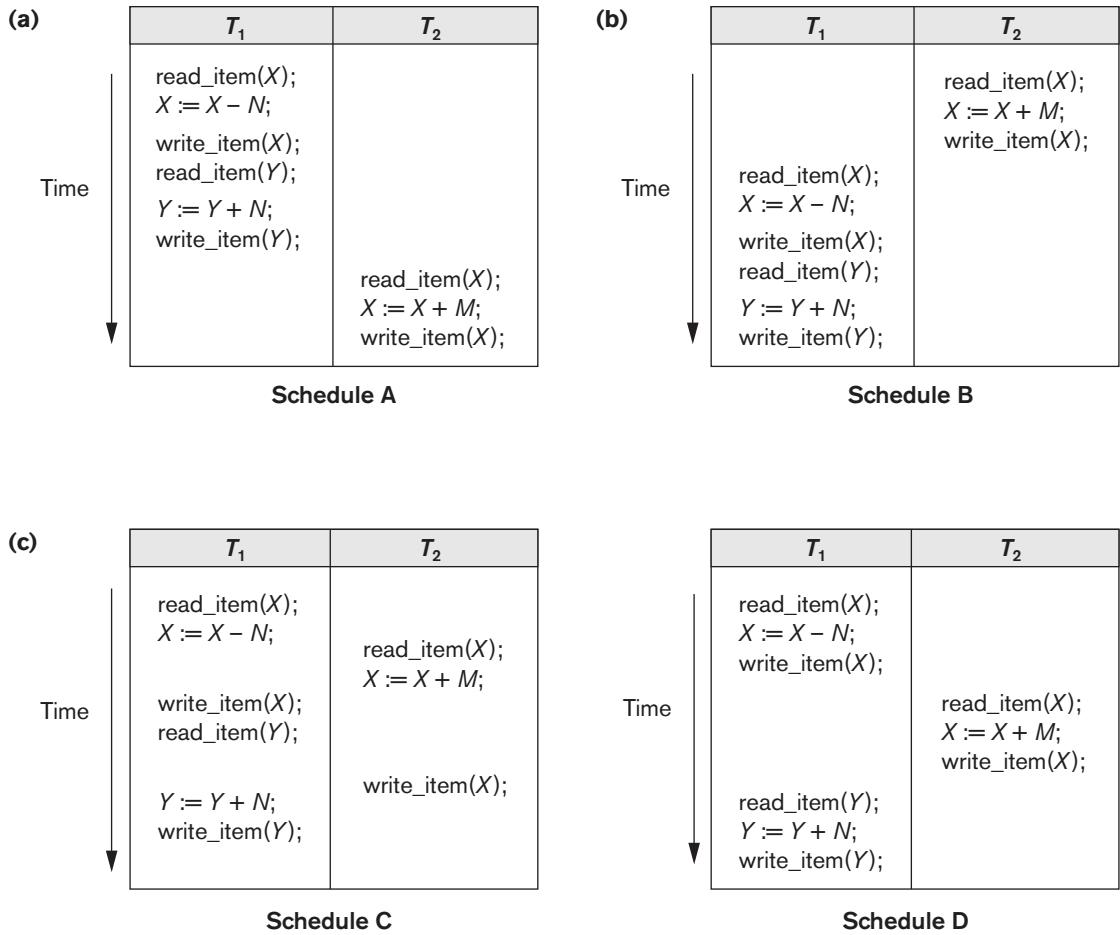 (a)
T₁ T₂
read_item(X);
X := X – N;
write_item(X);
read_item(Y);
Time
Y := Y + N;
write_item(Y);
read_item(X);
X := X + M;
write_item(X);
Schedule A
(b)
T₁ T₂
read_item(X);
X := X + M;
write_item(X);
Time
read_item(X);
X := X – N;
write_item(X);
read_item(Y);
Y := Y + N;
write_item(Y);
Schedule B
(c)
T₁ T₂
read_item(X);
X := X – N;
read_item(X);
X := X + M;
Time
write_item(X);
read_item(Y);
write_item(X);
Y := Y + N;
write_item(Y);
Schedule C
T₁ T₂
read_item(X);
X := X – N;
write_item(X);
Time
read_item(X);
X := X + M;
write_item(X);
read_item(Y);
Y := Y + N;
write_item(Y);
Schedule D